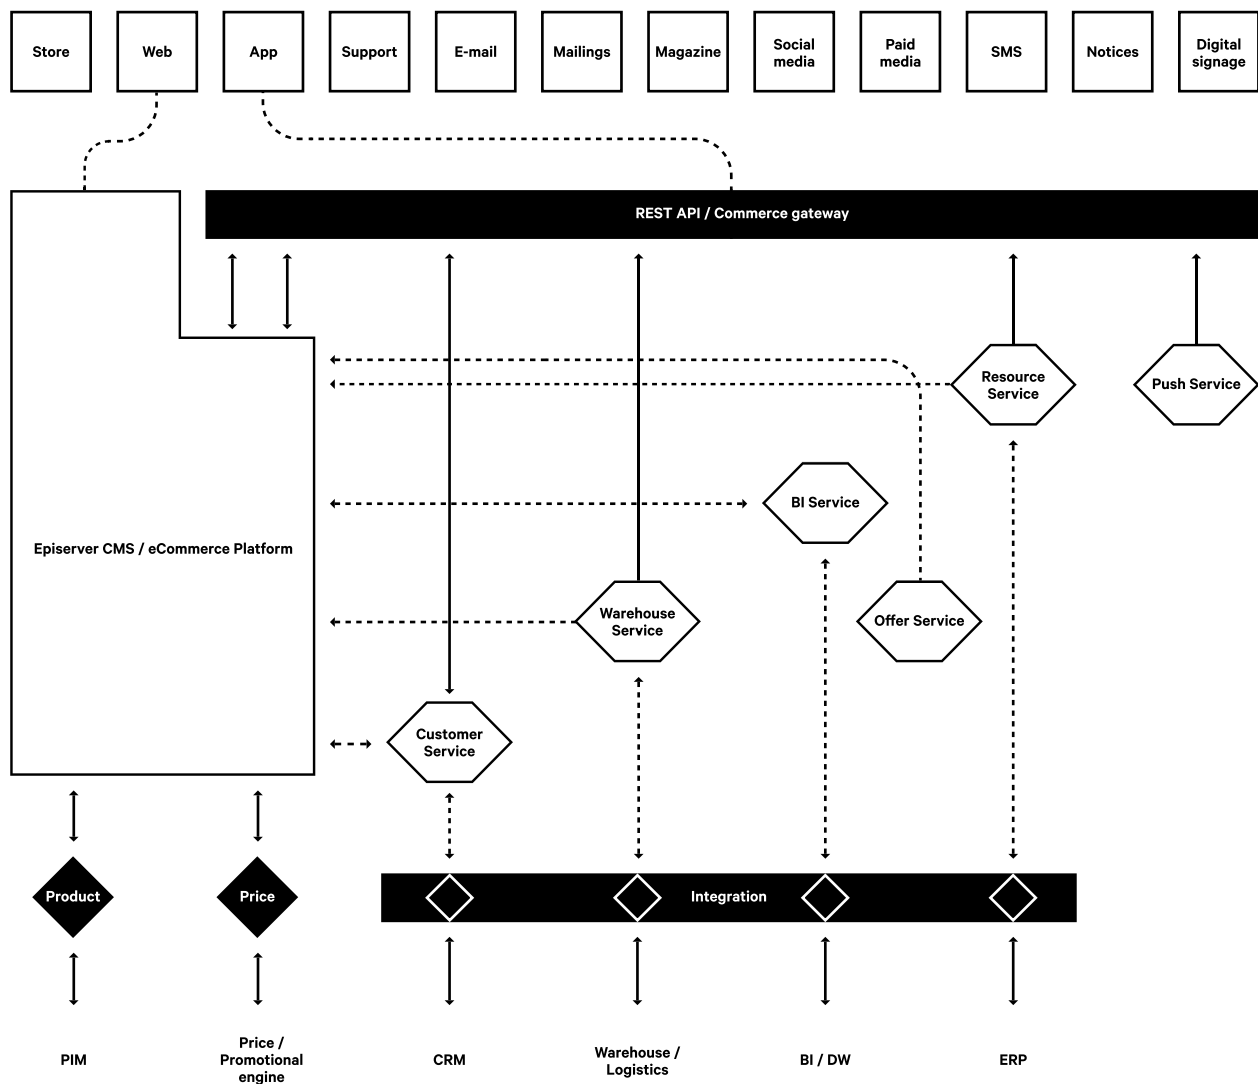 Store
Web
App
Support
E-mail
Mailings
Magazine
Social
media
Paid
media
SMS
Notices
Digital
signage
REST API / Commerce gateway
Resource
Service
Push Service
BI Service
Episerver CMS / eCommerce Platform
Warehouse
Service
Offer Service
Customer
Service
Product
Price
Integration
PIM
Price /
Promotional
engine
CRM
Warehouse /
Logistics
BI / DW
ERP